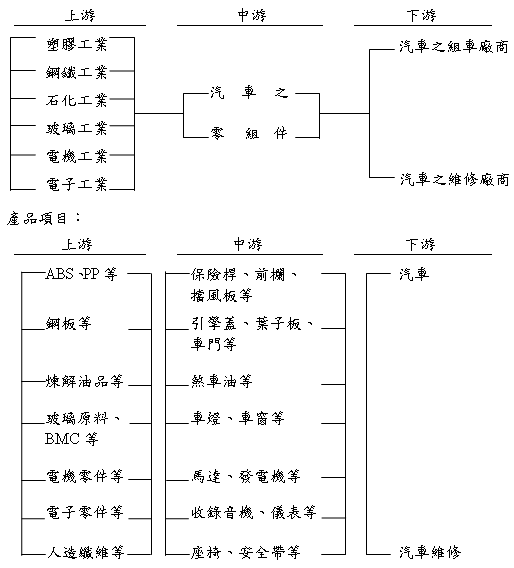 上游 中游 下游
塑膠工業
鋼鐵工業
石化工業
玻璃工業
電機工業
電子工業
汽車之
零組件
汽車之組車廠商
汽車之維修廠商
產品項目：
上游 中游 下游
ABS、PP等 保險桿、前欄、 汽車
擋風板等
鋼板等 引擎蓋、葉子板、
車門等
煉解油品等 煞車油等
玻璃原料、 車燈、車窗等
BMC等
電機零件等 馬達、發電機等
電子零件等 收錄音機、儀表等
人造纖維等 座椅、安全帶等 汽車維修